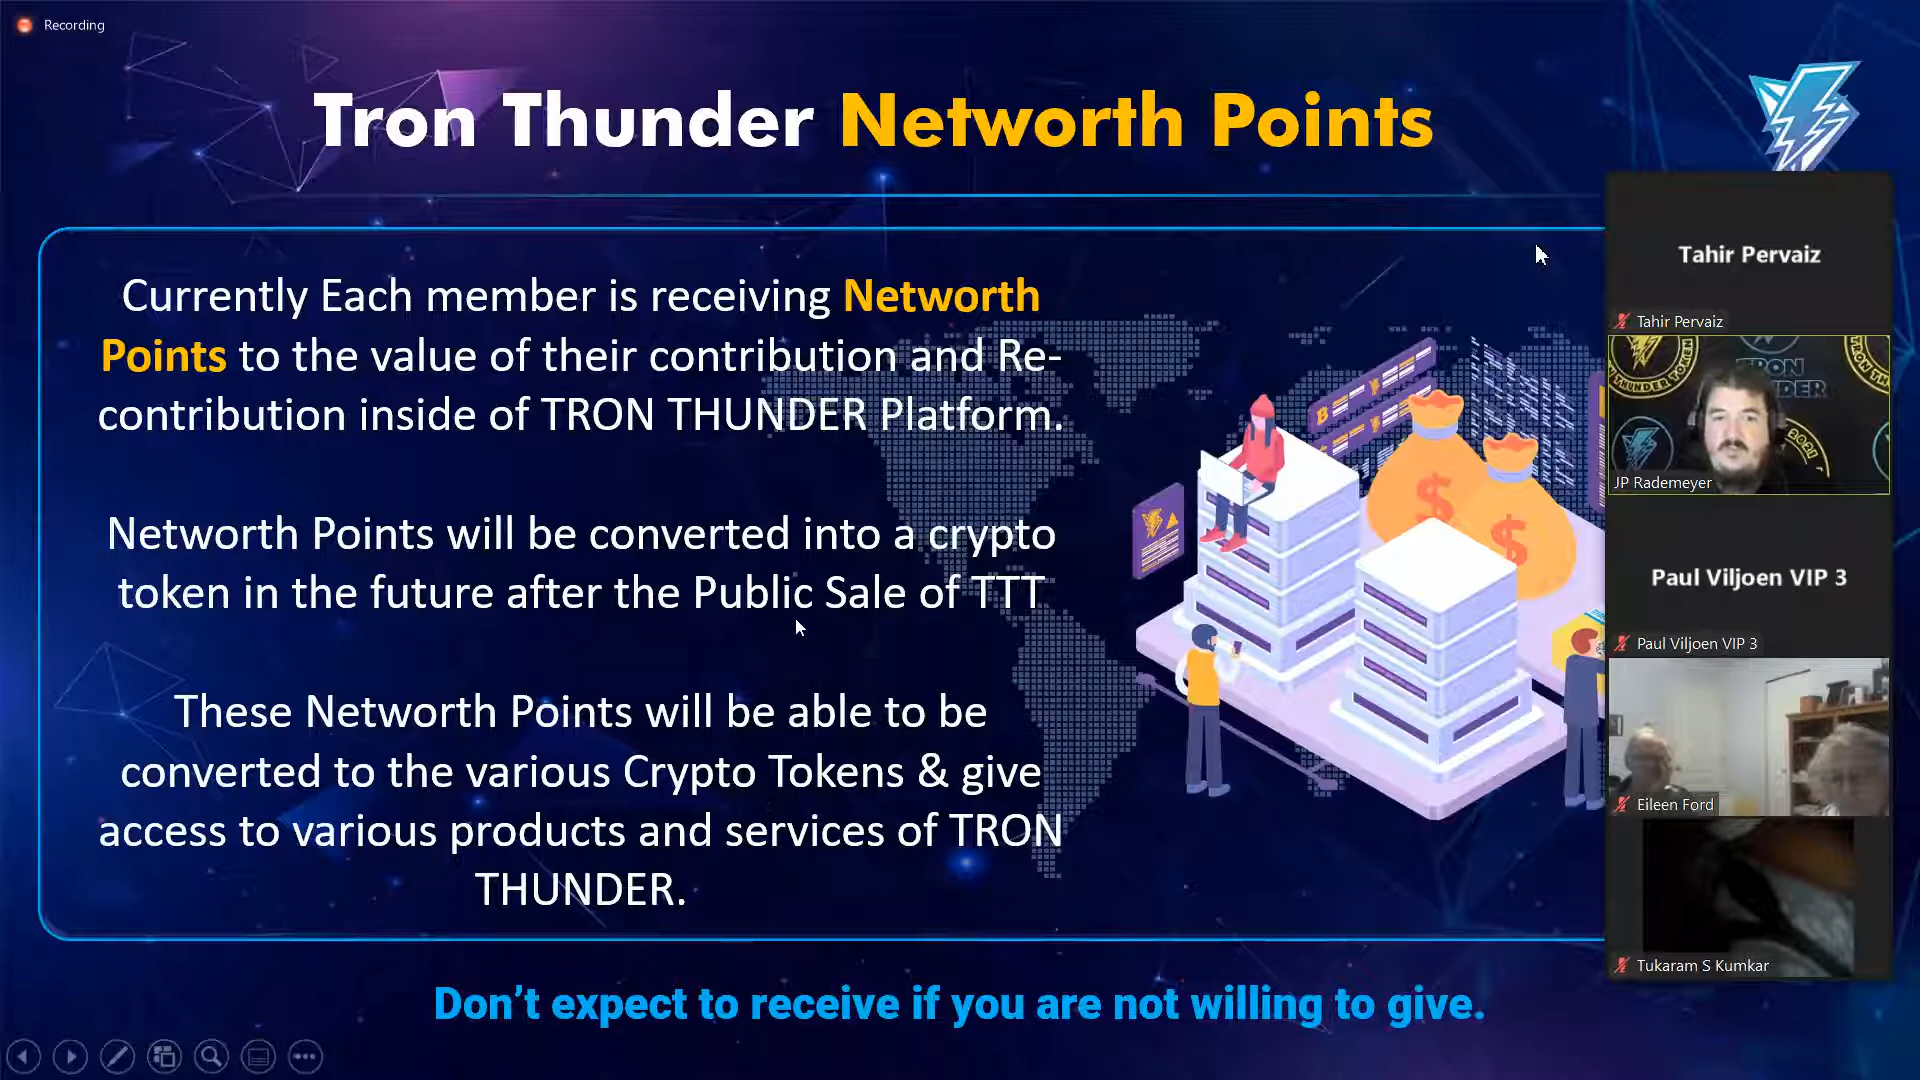 Recording
Tron Thunder Networth Points
Currently Each member is receiving Networth
Points to the value of their contribution and Re-
contribution inside of TRON THUNDER Platform.
Networth Points will be converted into a crypto
token in the future after the Public Sale of TTT
These Networth Points will be able to be
converted to the various Crypto Tokens & give
access to various products and services of TRON
THUNDER.
Don't expect to receive if you are not willing to give.
Tahir Pervaiz
Tahir Pervaiz
TRON
THUNDER
JP Rademeyer
Paul Viljoen VIP 3
Paul Viljoen VIP 3
Eileen Ford
Tukaram S Kumkar